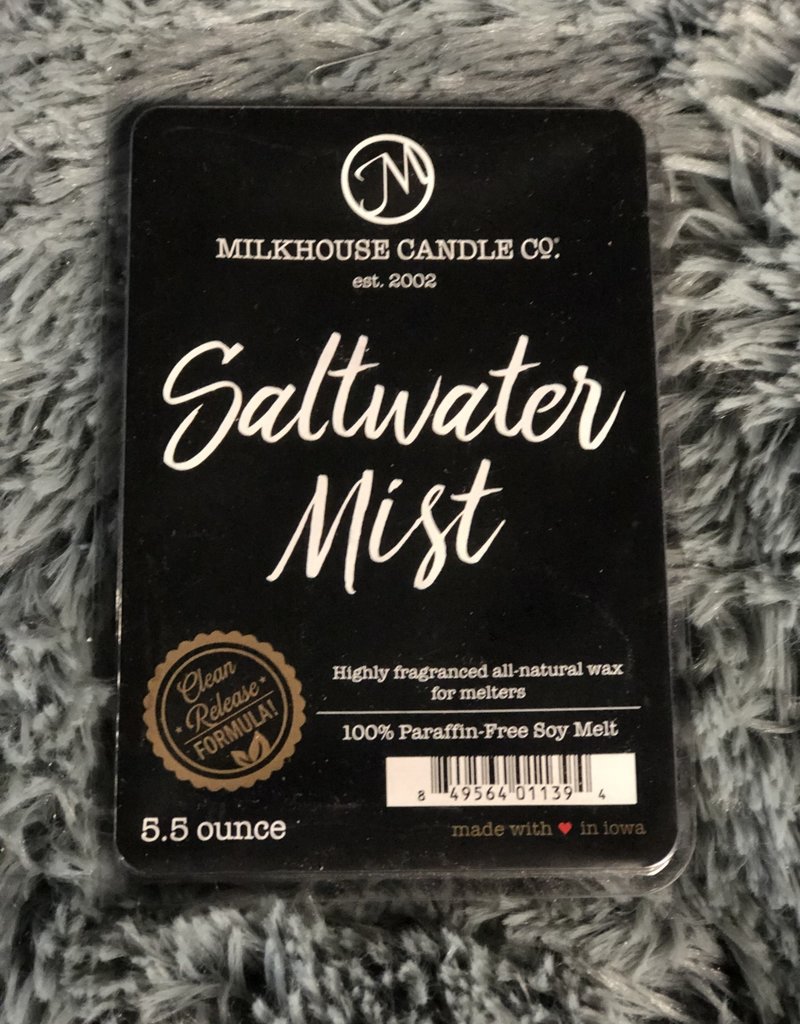 M
MILKHOUSE CANDLE CO.®
est. 2002
Saltwater
Mist
Clean
Release
FORMULA!
Highly fragranced all-natural wax
for melters
100% Paraffin-Free Soy Melt
8 49564 01139 4
5.5 ounce
made with ♥ in iowa